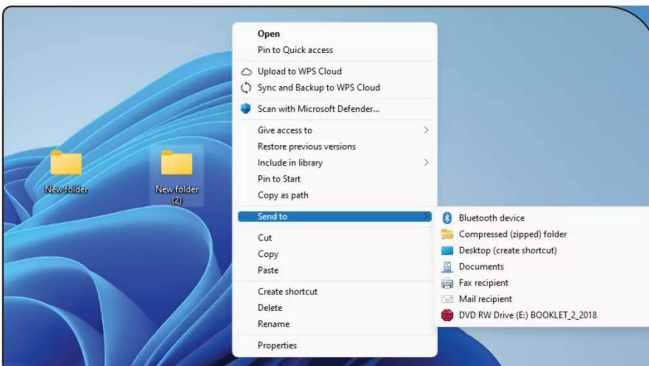 New folder
New folder
(2)
Open
Pin to Quick access
Upload to WPS Cloud
Sync and Backup to WPS Cloud
Scan with Microsoft Defender...
Give access to
Restore previous versions
Include in library
Pin to Start
Copy as path
Send to
Cut
Copy
Paste
Create shortcut
Delete
Rename
Properties
Bluetooth device
Compressed (zipped) folder
Desktop (create shortcut)
Documents
Fax recipient
Mail recipient
DVD RW Drive (E:) BOOKLET_2_2018